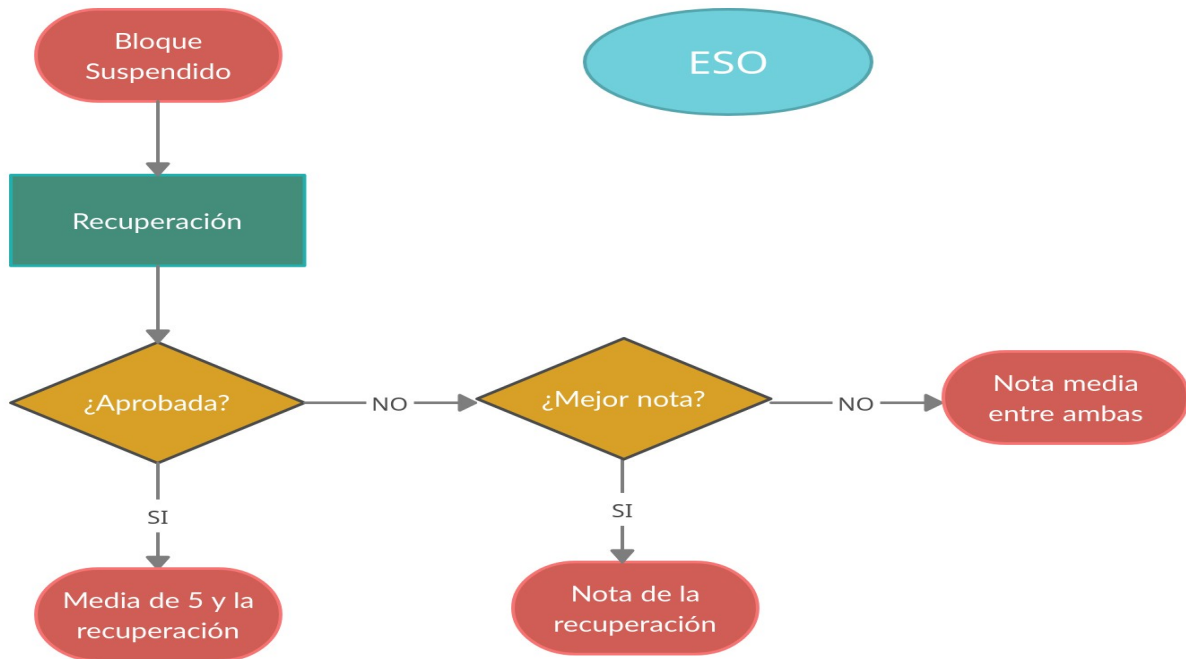 Bloque
Suspendido
ESO
Recuperación
¿Aprobada?
NO
¿Mejor nota?
NO
Nota media
entre ambas
SI
SI
Media de 5 y la
recuperación
Nota de la
recuperación